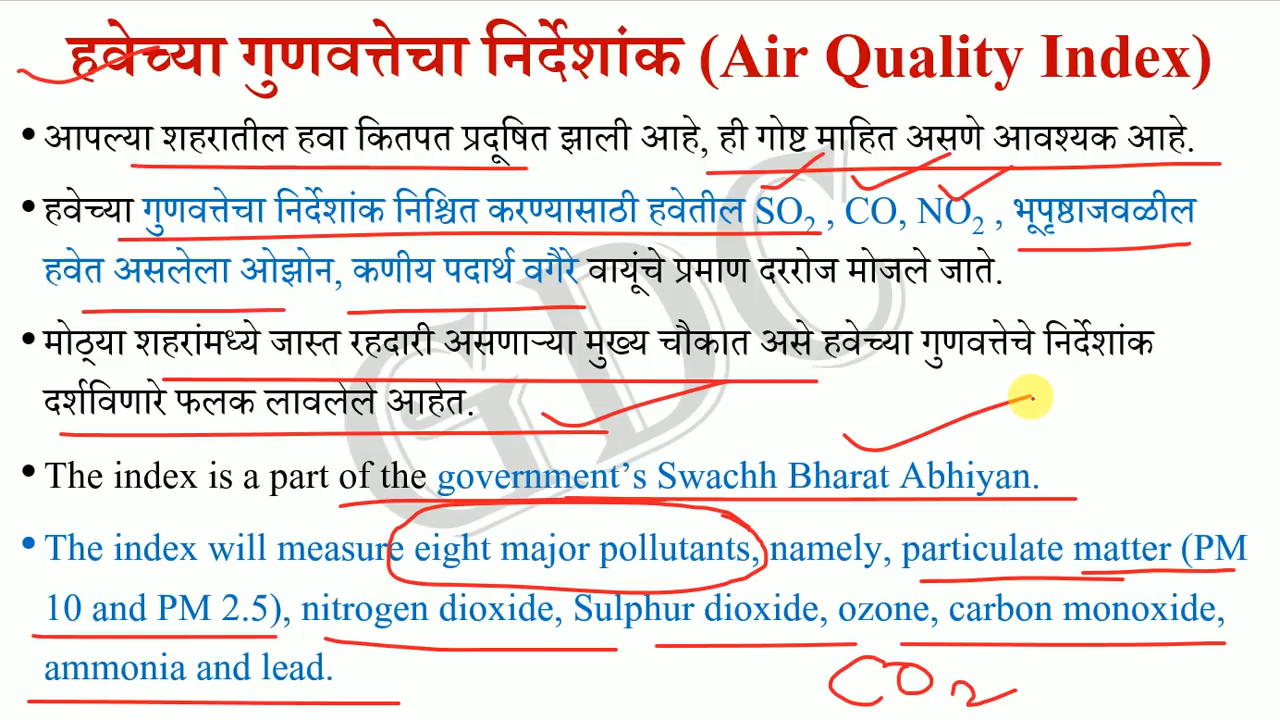 हवेच्या गुणवत्तेचा निर्देशांक (Air Quality Index)
• आपल्या शहरातील हवा कितपत प्रदूषित झाली आहे, ही गोष्ट माहित असणे आवश्यक आहे.
• हवेच्या गुणवत्तेचा निर्देशांक निश्चित करण्यासाठी हवेतील SO₂ , CO, NO₂ , भूपृष्ठाजवळील
हवेत असलेला ओझोन, कणीय पदार्थ वगैरे वायूंचे प्रमाण दररोज मोजले जाते.
• मोठ्या शहरांमध्ये जास्त रहदारी असणाऱ्या मुख्य चौकात असे हवेच्या गुणवत्तेचे निर्देशांक
दर्शविणारे फलक लावलेले आहेत.
• The index is a part of the government’s Swachh Bharat Abhiyan.
• The index will measure eight major pollutants, namely, particulate matter (PM
10 and PM 2.5), nitrogen dioxide, Sulphur dioxide, ozone, carbon monoxide,
ammonia and lead.
CO₂
GDC